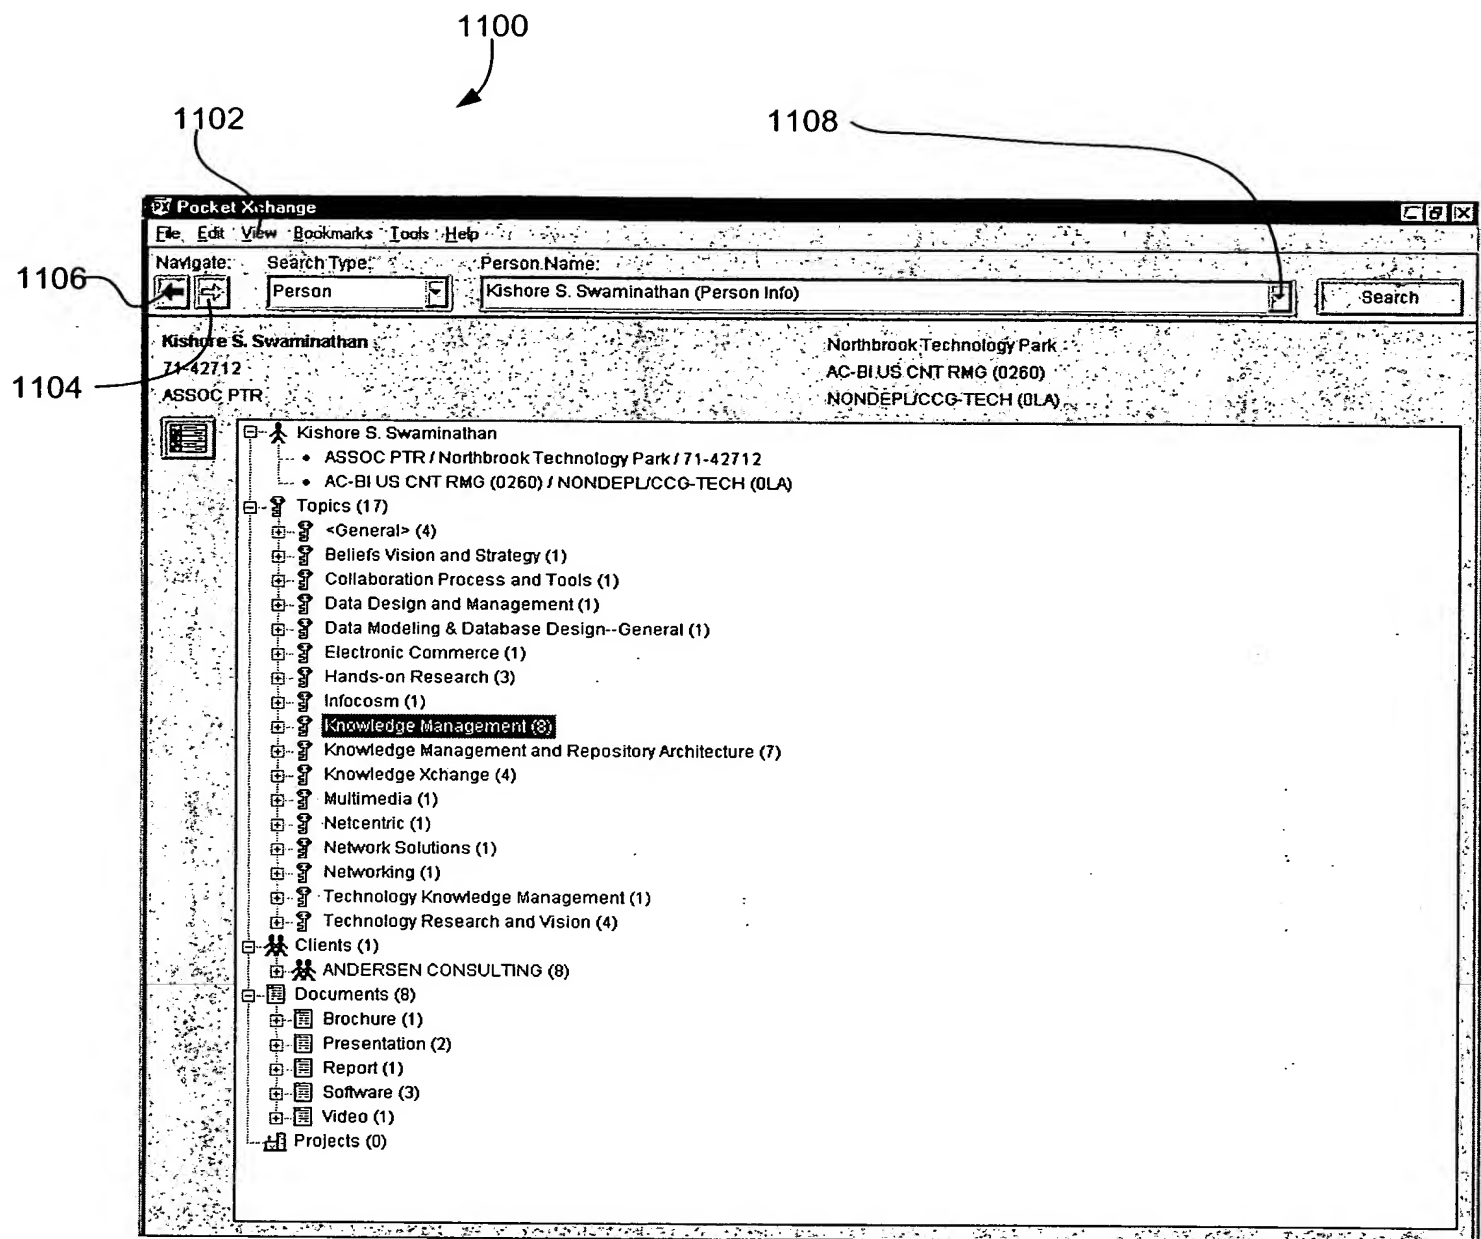 1100
1102
1108
Pocket Xchange
File Edit View Bookmarks Tools Help
Navigate: Search Type: Person Name:
1106
Person Kishore S. Swaminathan (Person Info) Search
Kishore S. Swaminathan Northbrook Technology Park
71-42712 AC-BI US CNT RMG (0260)
1104
ASSOC PTR NONDEPL/CCG-TECH (0LA)
Kishore S. Swaminathan
ASSOC PTR / Northbrook Technology Park / 71-42712
AC-BI US CNT RMG (0260) / NONDEPL/CCG-TECH (0LA)
Topics (17)
<General> (4)
Beliefs Vision and Strategy (1)
Collaboration Process and Tools (1)
Data Design and Management (1)
Data Modeling & Database Design--General (1)
Electronic Commerce (1)
Hands-on Research (3)
Infocosm (1)
Knowledge Management (8)
Knowledge Management and Repository Architecture (7)
Knowledge Xchange (4)
Multimedia (1)
Netcentric (1)
Network Solutions (1)
Networking (1)
Technology Knowledge Management (1)
Technology Research and Vision (4)
Clients (1)
ANDERSEN CONSULTING (8)
Documents (8)
Brochure (1)
Presentation (2)
Report (1)
Software (3)
Video (1)
Projects (0)